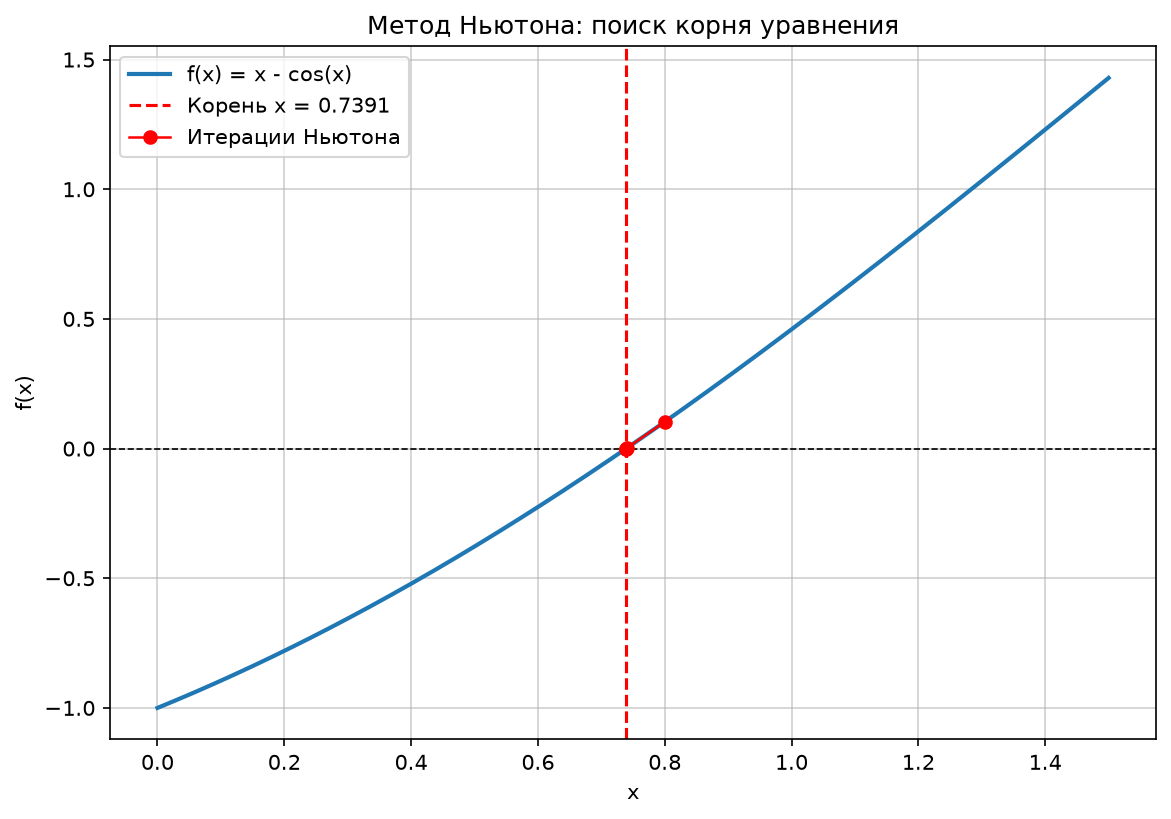 Метод Ньютона: поиск корня уравнения
f(x) = x - cos(x)
Корень x = 0.7391
Итерации Ньютона
f(x)
1.5
1.0
0.5
0.0
−0.5
−1.0
0.0 0.2 0.4 0.6 0.8 1.0 1.2 1.4
x